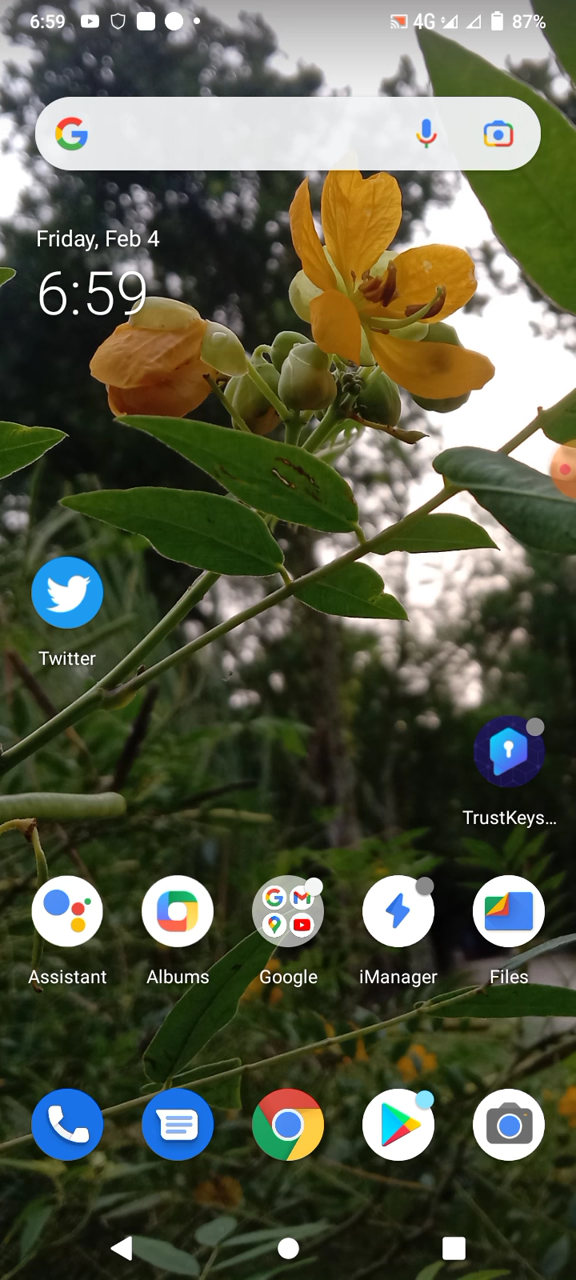 6:59
4G
87%
Friday, Feb 4
6:59
Twitter
TrustKeys...
Assistant
Albums
Google
iManager
Files